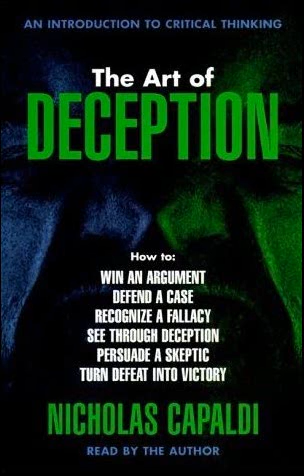 AN INTRODUCTION TO CRITICAL THINKING
The Art of
DECEPTION
How to:
WIN AN ARGUMENT
DEFEND A CASE
RECOGNIZE A FALLACY
SEE THROUGH DECEPTION
PERSUADE A SKEPTIC
TURN DEFEAT INTO VICTORY
NICHOLAS CAPALDI
READ BY THE AUTHOR